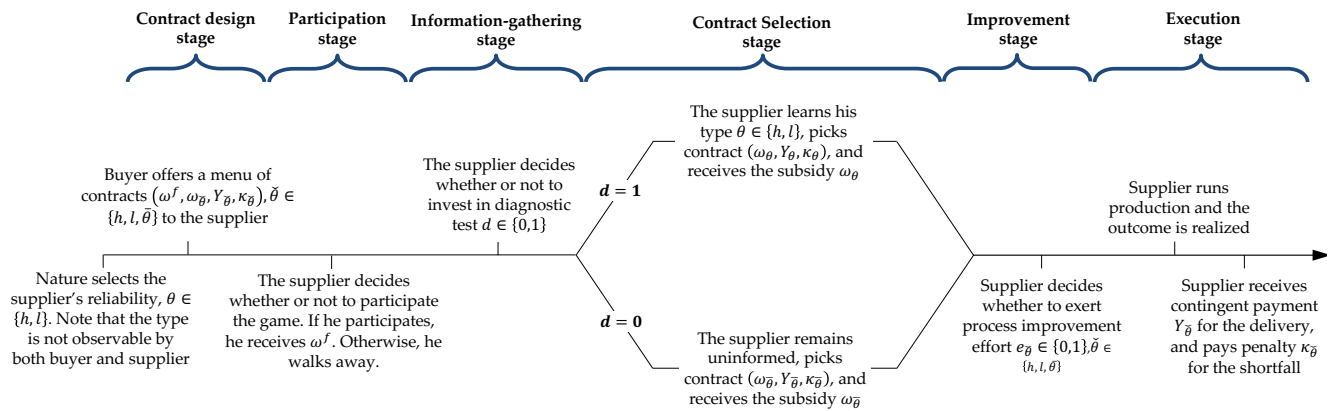 Contract design
stage
Participation
stage
Information-gathering
stage
Contract Selection
stage
Improvement
stage
Execution
stage
Buyer offers a menu of
contracts (ω^f, ω_θ̌, Y_θ̌, κ_θ̌), θ̌ ∈
{h, l, θ̄} to the supplier
Nature selects the
supplier's reliability, θ ∈
{h, l}. Note that the type
is not observable by
both buyer and supplier
The supplier decides
whether or not to participate
the game. If he participates,
he receives ω^f. Otherwise, he
walks away.
The supplier decides
whether or not to
invest in diagnostic
test d ∈ {0,1}
d = 1
d = 0
The supplier learns his
type θ ∈ {h, l}, picks
contract (ω_θ, Y_θ, κ_θ), and
receives the subsidy ω_θ
The supplier remains
uninformed, picks
contract (ω_θ̄, Y_θ̄, κ_θ̄), and
receives the subsidy ω_θ̄
Supplier decides
whether to exert
process improvement
effort e_θ̌ ∈ {0,1}, θ̌ ∈
{h, l, θ̄}
Supplier runs
production and the
outcome is realized
Supplier receives
contingent payment
Y_θ̌ for the delivery,
and pays penalty κ_θ̌
for the shortfall